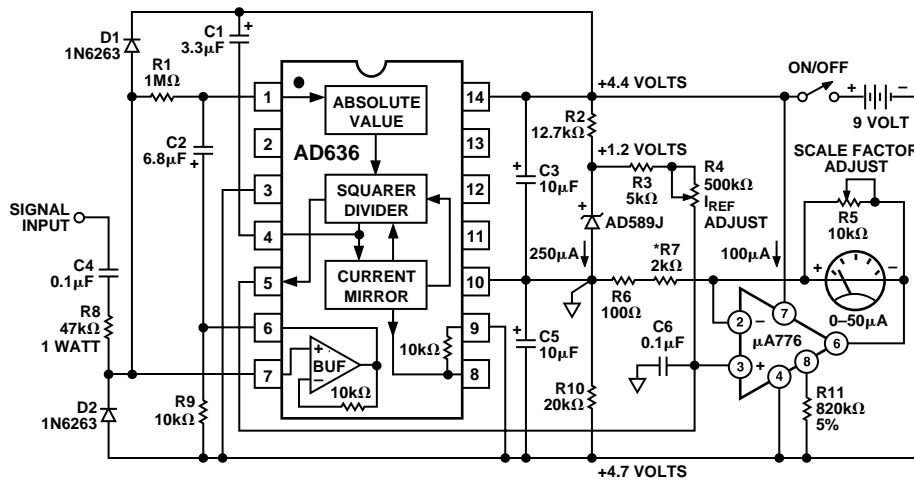 D1
1N6263
C1
3.3μF
+
R1
1MΩ
C2
6.8μF
+
SIGNAL
INPUT
C4
0.1μF
R8
47kΩ
1 WATT
D2
1N6263
R9
10kΩ
1
2
3
4
5
6
7
ABSOLUTE
VALUE
AD636
SQUARER
DIVIDER
CURRENT
MIRROR
+
BUF
–
10kΩ
10kΩ
14
13
12
11
10
9
8
+4.4 VOLTS
R2
12.7kΩ
+1.2 VOLTS
+
C3
10μF
R3
5kΩ
R4
500kΩ
I_REF
ADJUST
+
AD589J
250μA
*R7
2kΩ
R6
100Ω
+
C5
10μF
C6
0.1μF
R10
20kΩ
+4.7 VOLTS
ON/OFF
+
–
9 VOLT
SCALE FACTOR
ADJUST
R5
10kΩ
100μA
+
–
0–50μA
7
2
–
μA776
6
3
+
8
4
R11
820kΩ
5%